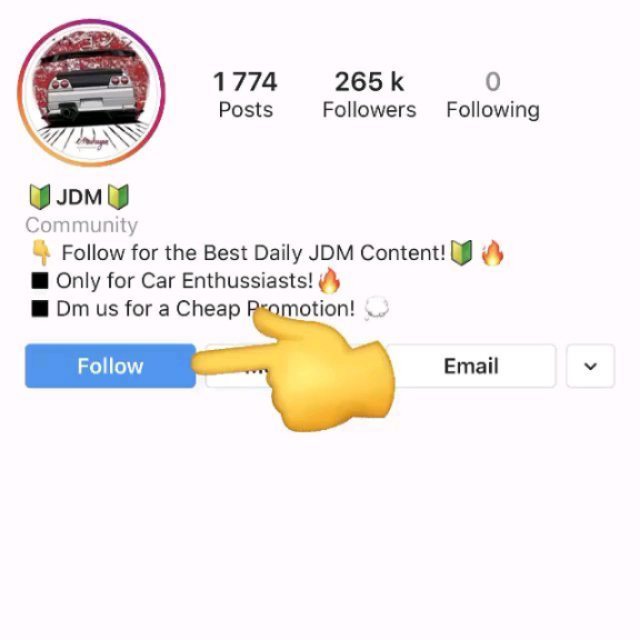 1 774 265 k 0
Posts Followers Following
🔰JDM🔰
Community
👇 Follow for the Best Daily JDM Content!🔰 🔥
■ Only for Car Enthussiasts!🔥
■ Dm us for a Cheap Promotion! 💭
Follow Email